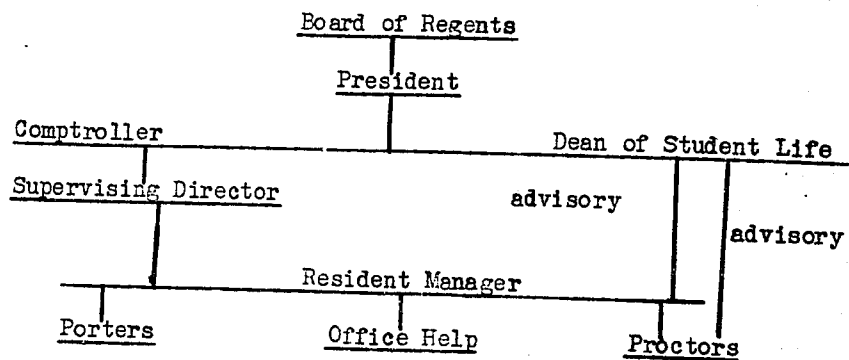 Board of Regents
President
Comptroller
Dean of Student Life
Supervising Director
advisory
advisory
Resident Manager
Porters
Office Help
Proctors